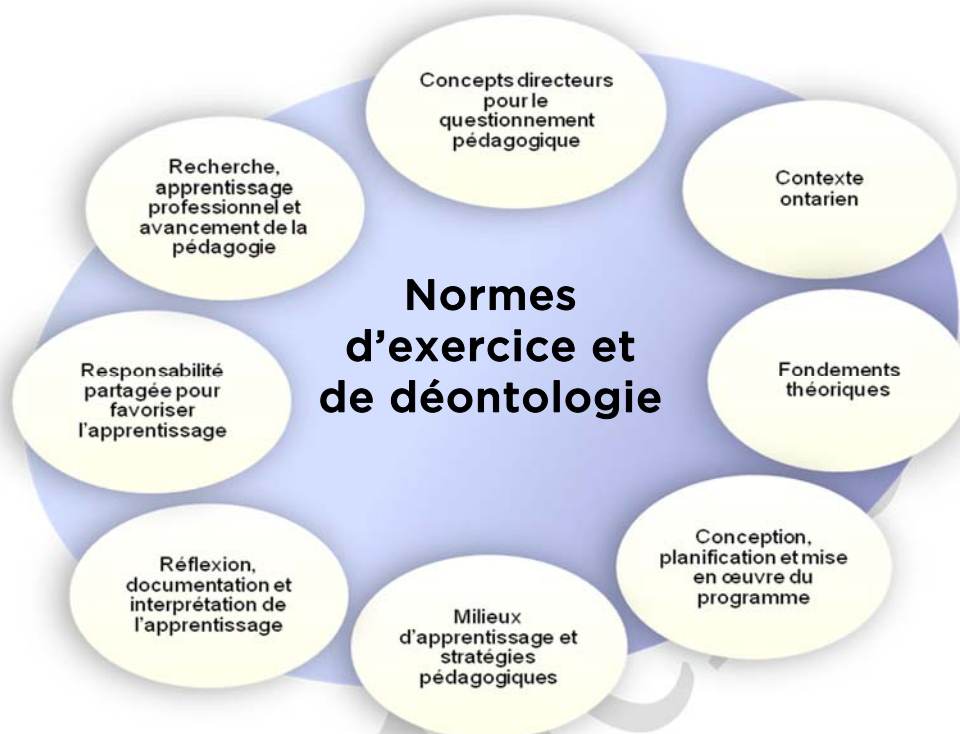 Concepts directeurs
pour le
questionnement
pédagogique
Contexte
ontarien
Fondements
théoriques
Conception,
planification et mise
en œuvre du
programme
Milieux
d'apprentissage et
stratégies
pédagogiques
Réflexion,
documentation et
interprétation de
l'apprentissage
Responsabilité
partagée pour
favoriser
l'apprentissage
Recherche,
apprentissage
professionnel et
avancement de la
pédagogie
Normes
d'exercice et
de déontologie